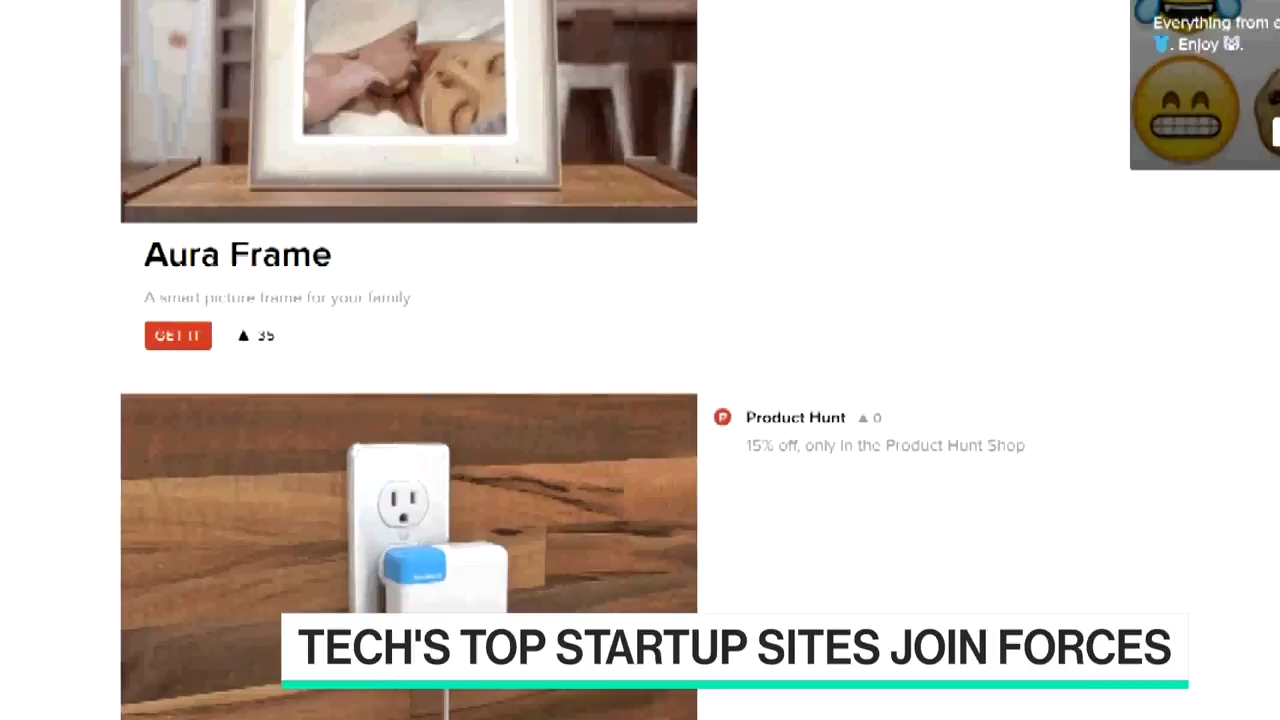 Everything from
. Enjoy
Aura Frame
A smart picture frame for your family
GET IT
35
Product Hunt 0
15% off, only in the Product Hunt Shop
TECH'S TOP STARTUP SITES JOIN FORCES